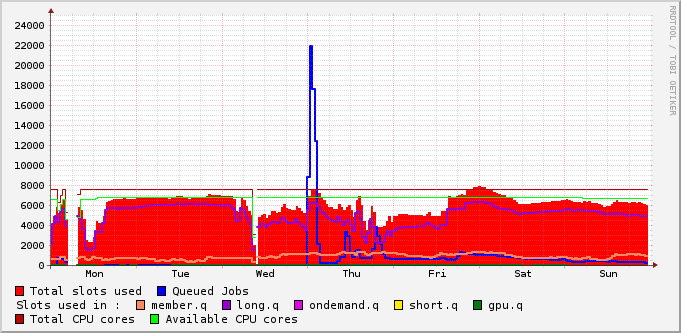 24000
22000
20000
18000
16000
14000
12000
10000
8000
6000
4000
2000
0
Mon Tue Wed Thu Fri Sat Sun
Total slots used Queued Jobs
Slots used in : member.q long.q ondemand.q short.q gpu.q
Total CPU cores Available CPU cores
RRDTOOL / TOBI OETIKER